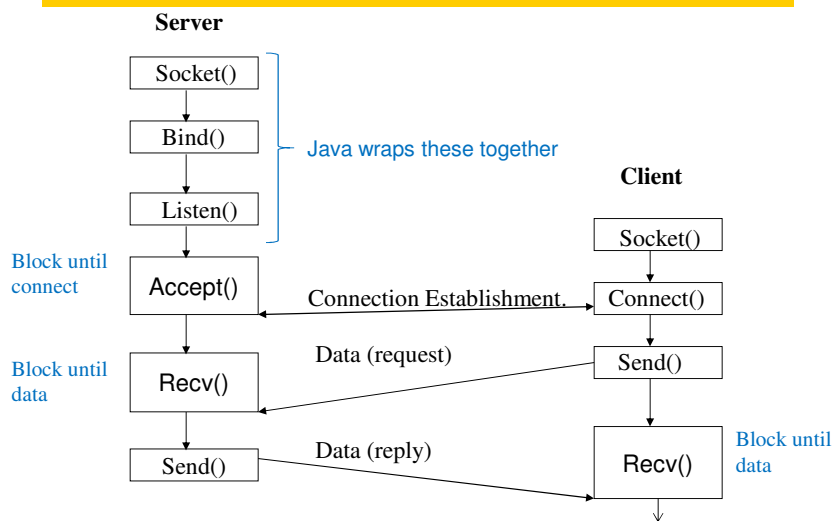 Server
Socket()
Bind()
Java wraps these together
Client
Listen()
Socket()
Block until
connect
Accept()
Connection Establishment.
Connect()
Data (request)
Send()
Block until
data
Recv()
Data (reply)
Send()
Recv()
Block until
data